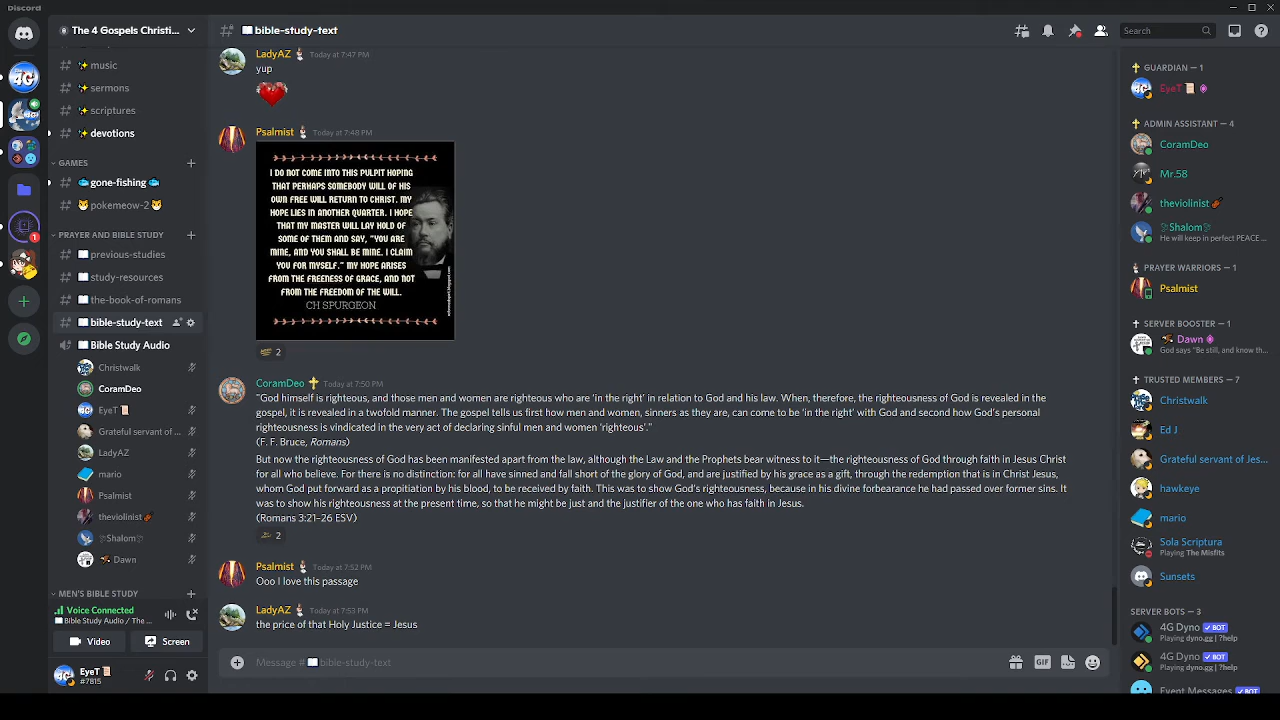 Discord
The 4 Gospels Christi...
music
sermons
scriptures
devotions
GAMES
gone-fishing
pokemeow-2
PRAYER AND BIBLE STUDY
previous-studies
study-resources
the-book-of-romans
bible-study-text
Bible Study Audio
Christwalk
CoramDeo
EyeT
Grateful servant of ...
LadyAZ
mario
Psalmist
theviolinist
Shalom
Dawn
MEN'S BIBLE STUDY
Voice Connected
Bible Study Audio / The ...
Video
Screen
EyeT
#7815
1
bible-study-text
Search
LadyAZ Today at 7:47 PM
yup
Psalmist Today at 7:48 PM
I DO NOT COME INTO THIS PULPIT HOPING
THAT PERHAPS SOMEBODY WILL OF HIS
OWN FREE WILL RETURN TO CHRIST. MY
HOPE LIES IN ANOTHER QUARTER. I HOPE
THAT MY MASTER WILL LAY HOLD OF
SOME OF THEM AND SAY, "YOU ARE
MINE, AND YOU SHALL BE MINE. I CLAIM
YOU FOR MYSELF." MY HOPE ARISES
FROM THE FREENESS OF GRACE, AND NOT
FROM THE FREEDOM OF THE WILL.
CH SPURGEON
2
CoramDeo Today at 7:50 PM
"God himself is righteous, and those men and women are righteous who are 'in the right' in relation to God and his law. When, therefore, the righteousness of God is revealed in the
gospel, it is revealed in a twofold manner. The gospel tells us first how men and women, sinners as they are, can come to be 'in the right' with God and second how God's personal
righteousness is vindicated in the very act of declaring sinful men and women 'righteous'."
(F. F. Bruce, Romans)
But now the righteousness of God has been manifested apart from the law, although the Law and the Prophets bear witness to it—the righteousness of God through faith in Jesus Christ
for all who believe. For there is no distinction: for all have sinned and fall short of the glory of God, and are justified by his grace as a gift, through the redemption that is in Christ Jesus,
whom God put forward as a propitiation by his blood, to be received by faith. This was to show God's righteousness, because in his divine forbearance he had passed over former sins. It
was to show his righteousness at the present time, so that he might be just and the justifier of the one who has faith in Jesus.
(Romans 3:21–26 ESV)
2
Psalmist Today at 7:52 PM
Ooo I love this passage
LadyAZ Today at 7:53 PM
the price of that Holy Justice = Jesus
Message # bible-study-text
GIF
GUARDIAN — 1
EyeT
ADMIN ASSISTANT — 4
CoramDeo
Mr.58
theviolinist
Shalom
He will keep in perfect PEACE ...
PRAYER WARRIORS — 1
Psalmist
SERVER BOOSTER — 1
Dawn
God says "Be still, and know th...
TRUSTED MEMBERS — 7
Christwalk
Ed J
Grateful servant of Jes...
hawkeye
mario
Sola Scriptura
Playing The Misfits
Sunsets
SERVER BOTS — 3
4G Dyno BOT
Playing dyno.gg | ?help
4G Dyno BOT
Playing dyno.gg | ?help
Event Messages BOT